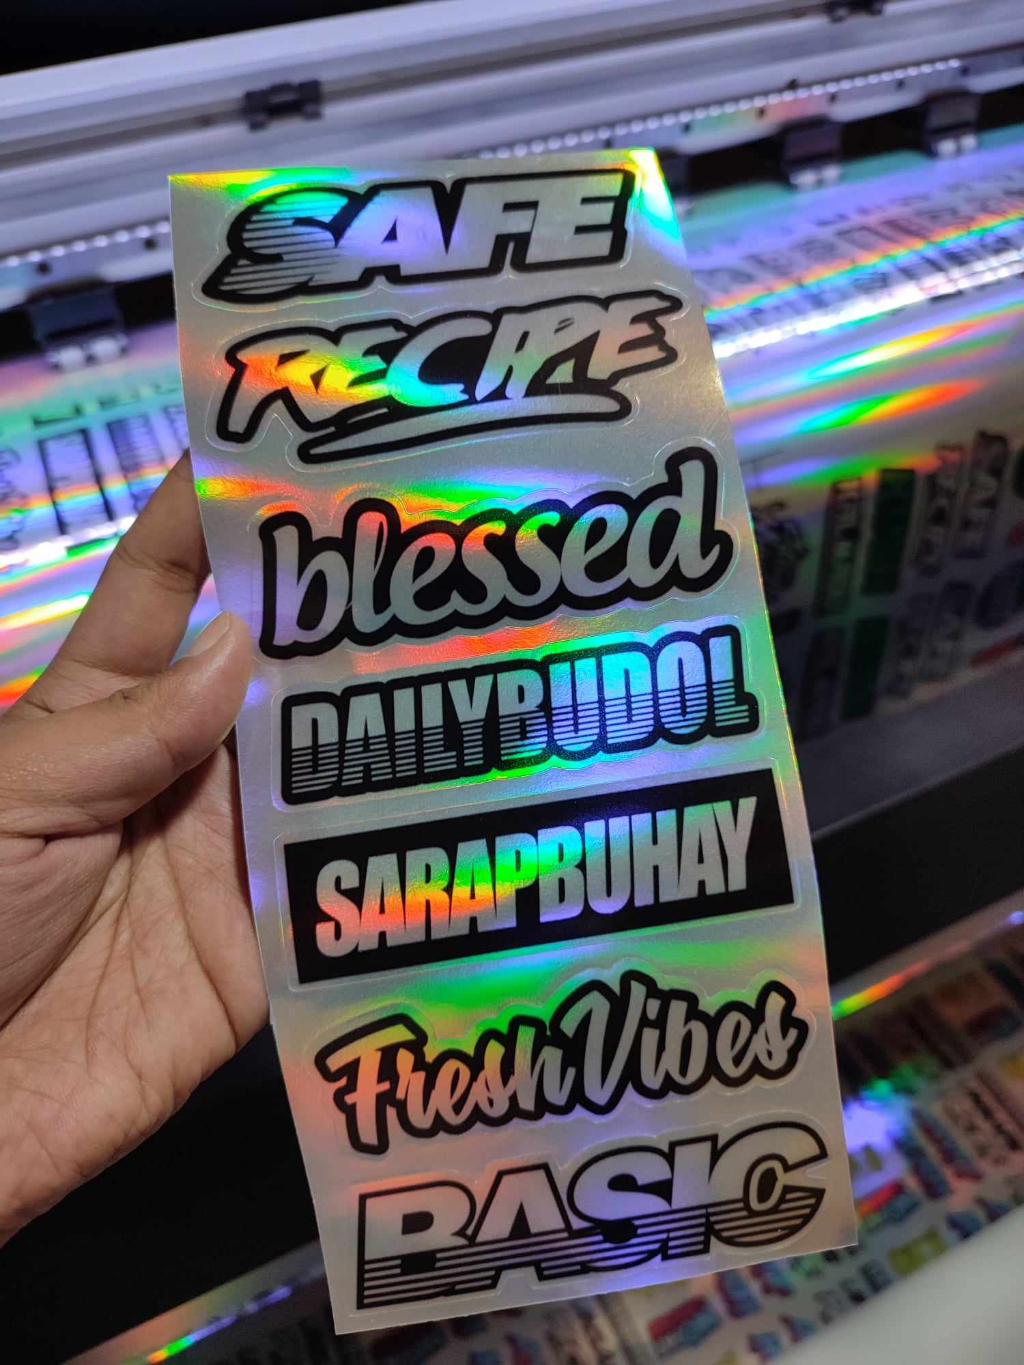 SAFE
RECIPE
blessed
DAILYBUDOL
SARAPBUHAY
FreshVibes
BASIC